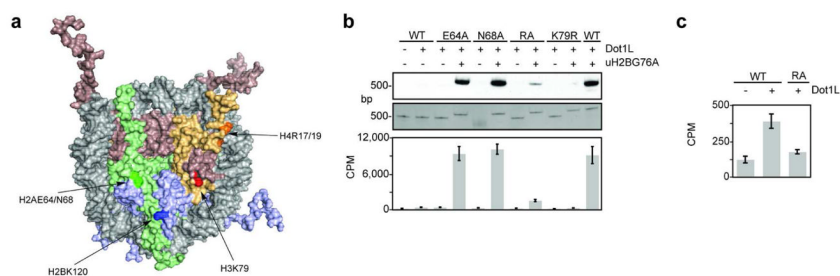 a
H4R17/19
H2AE64/N68
H2BK120
H3K79
b
WT E64A N68A RA K79R WT
- + - + - + - + - + + Dot1L
- - - + - + - + - + + uH2BG76A
500
bp
500
12,000
CPM
6,000
0
c
WT RA
- + + Dot1L
500
CPM
250
0